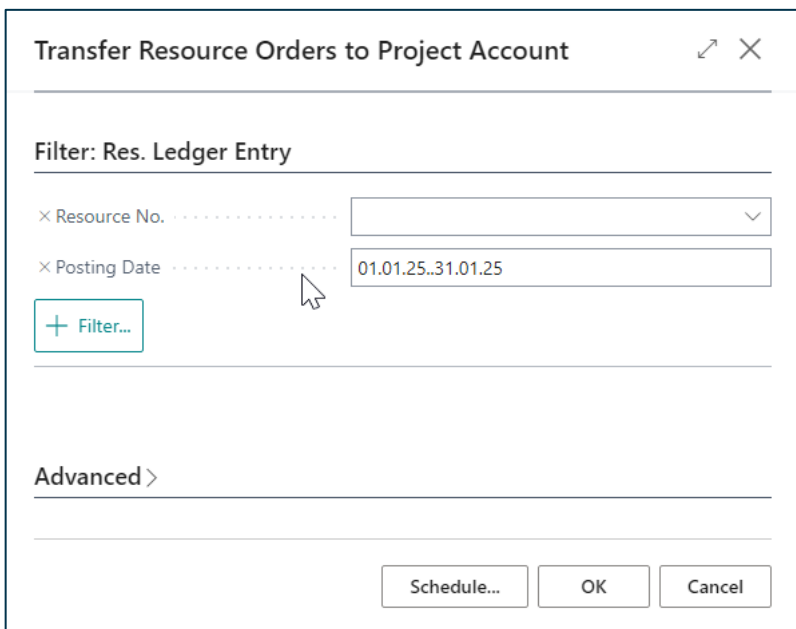 Transfer Resource Orders to Project Account
Filter: Res. Ledger Entry
Resource No.
Posting Date 01.01.25..31.01.25
+ Filter...
Advanced
Schedule... OK Cancel